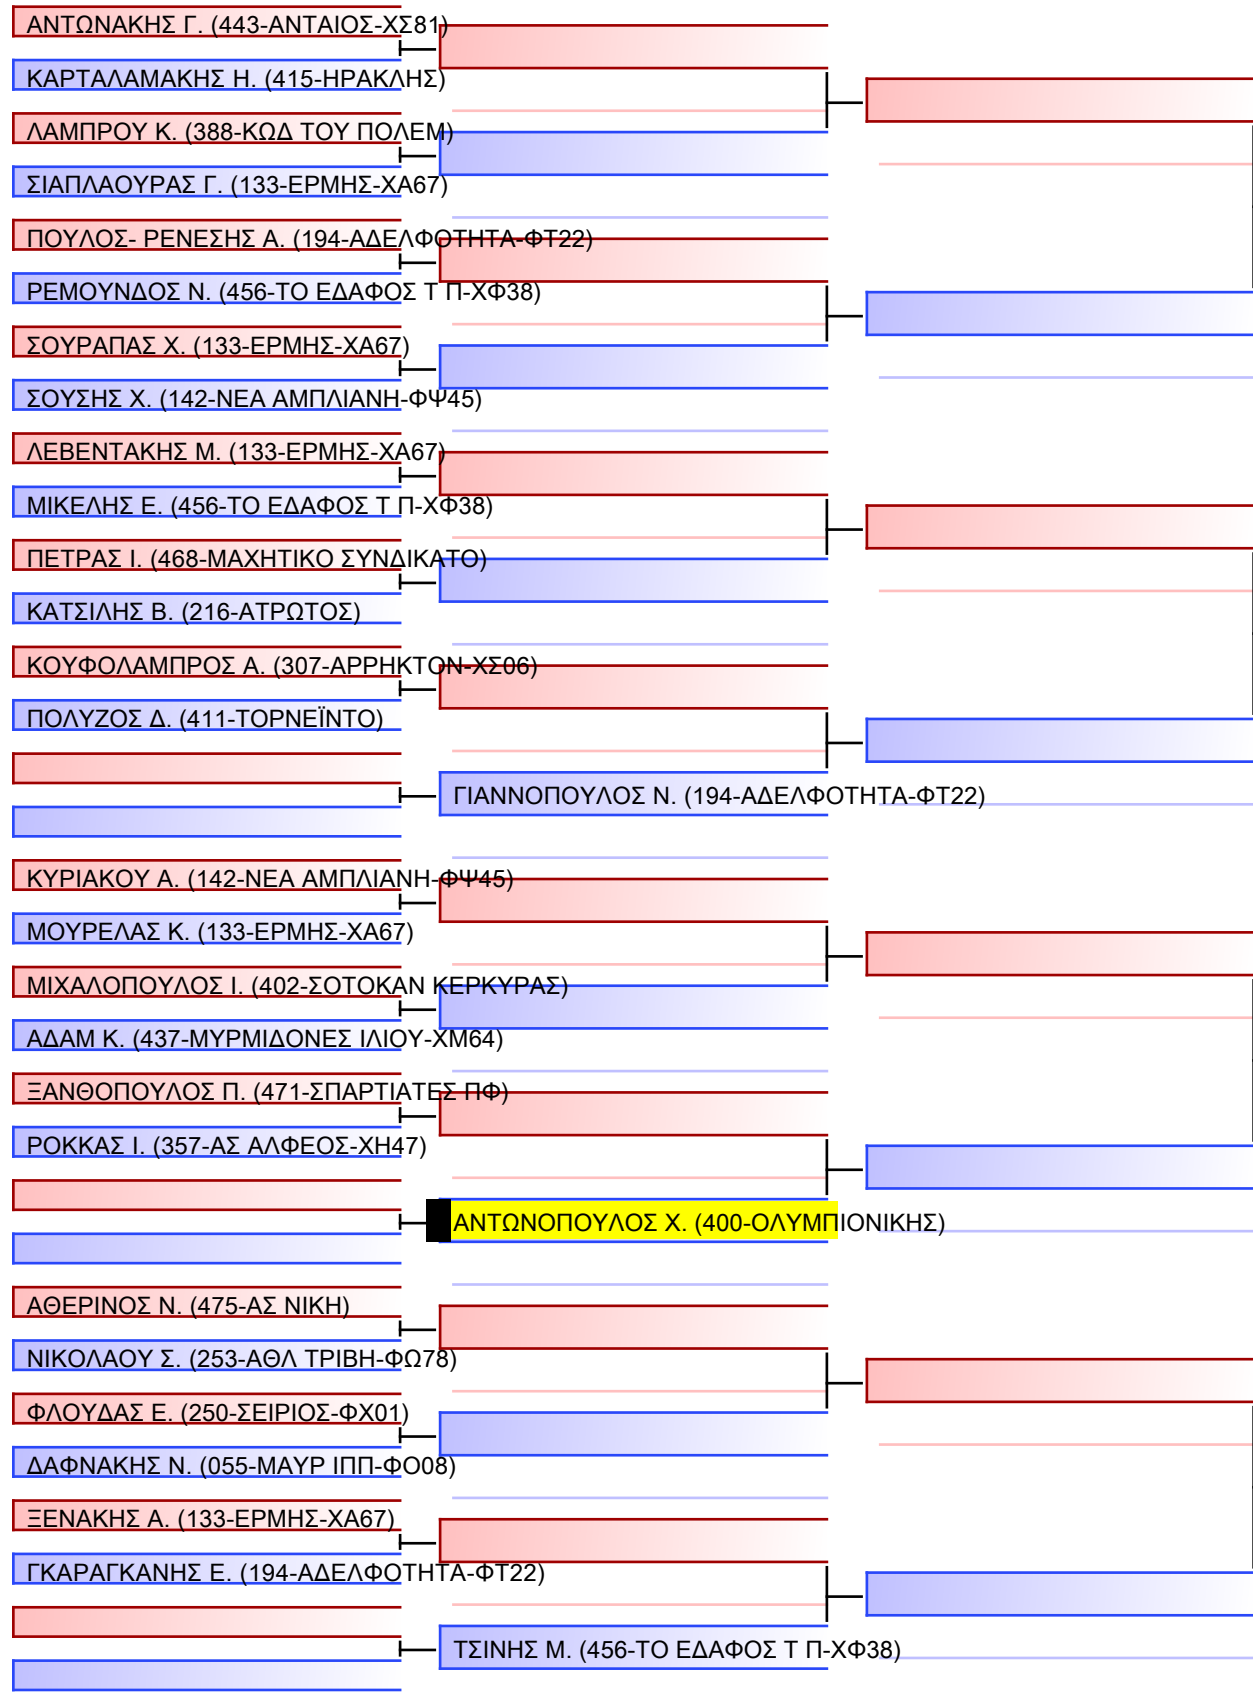 ΑΝΤΩΝΑΚΗΣ Γ. (443-ΑΝΤΑΙΟΣ-ΧΣ81)
ΚΑΡΤΑΛΑΜΑΚΗΣ Η. (415-ΗΡΑΚΛΗΣ)
ΛΑΜΠΡΟΥ Κ. (388-ΚΩΔ ΤΟΥ ΠΟΛΕΜ)
ΣΙΑΠΛΑΟΥΡΑΣ Γ. (133-ΕΡΜΗΣ-ΧΑ67)
ΠΟΥΛΟΣ- ΡΕΝΕΣΗΣ Α. (194-ΑΔΕΛΦΟΤΗΤΑ-ΦΤ22)
ΡΕΜΟΥΝΔΟΣ Ν. (456-ΤΟ ΕΔΑΦΟΣ Τ Π-ΧΦ38)
ΣΟΥΡΑΠΑΣ Χ. (133-ΕΡΜΗΣ-ΧΑ67)
ΣΟΥΣΗΣ Χ. (142-ΝΕΑ ΑΜΠΛΙΑΝΗ-ΦΨ45)
ΛΕΒΕΝΤΑΚΗΣ Μ. (133-ΕΡΜΗΣ-ΧΑ67)
ΜΙΚΕΛΗΣ Ε. (456-ΤΟ ΕΔΑΦΟΣ Τ Π-ΧΦ38)
ΠΕΤΡΑΣ Ι. (468-ΜΑΧΗΤΙΚΟ ΣΥΝΔΙΚΑΤΟ)
ΚΑΤΣΙΛΗΣ Β. (216-ΑΤΡΩΤΟΣ)
ΚΟΥΦΟΛΑΜΠΡΟΣ Α. (307-ΑΡΡΗΚΤΟΝ-ΧΣ06)
ΠΟΛΥΖΟΣ Δ. (411-ΤΟΡΝΕΪΝΤΟ)
ΓΙΑΝΝΟΠΟΥΛΟΣ Ν. (194-ΑΔΕΛΦΟΤΗΤΑ-ΦΤ22)
ΚΥΡΙΑΚΟΥ Α. (142-ΝΕΑ ΑΜΠΛΙΑΝΗ-ΦΨ45)
ΜΟΥΡΕΛΑΣ Κ. (133-ΕΡΜΗΣ-ΧΑ67)
ΜΙΧΑΛΟΠΟΥΛΟΣ Ι. (402-ΣΟΤΟΚΑΝ ΚΕΡΚΥΡΑΣ)
ΑΔΑΜ Κ. (437-ΜΥΡΜΙΔΟΝΕΣ ΙΛΙΟΥ-ΧΜ64)
ΞΑΝΘΟΠΟΥΛΟΣ Π. (471-ΣΠΑΡΤΙΑΤΕΣ ΠΦ)
ΡΟΚΚΑΣ Ι. (357-ΑΣ ΑΛΦΕΟΣ-ΧΗ47)
ΑΝΤΩΝΟΠΟΥΛΟΣ Χ. (400-ΟΛΥΜΠΙΟΝΙΚΗΣ)
ΑΘΕΡΙΝΟΣ Ν. (475-ΑΣ ΝΙΚΗ)
ΝΙΚΟΛΑΟΥ Σ. (253-ΑΘΛ ΤΡΙΒΗ-ΦΩ78)
ΦΛΟΥΔΑΣ Ε. (250-ΣΕΙΡΙΟΣ-ΦΧ01)
ΔΑΦΝΑΚΗΣ Ν. (055-ΜΑΥΡ ΙΠΠ-ΦΟ08)
ΞΕΝΑΚΗΣ Α. (133-ΕΡΜΗΣ-ΧΑ67)
ΓΚΑΡΑΓΚΑΝΗΣ Ε. (194-ΑΔΕΛΦΟΤΗΤΑ-ΦΤ22)
ΤΣΙΝΗΣ Μ. (456-ΤΟ ΕΔΑΦΟΣ Τ Π-ΧΦ38)